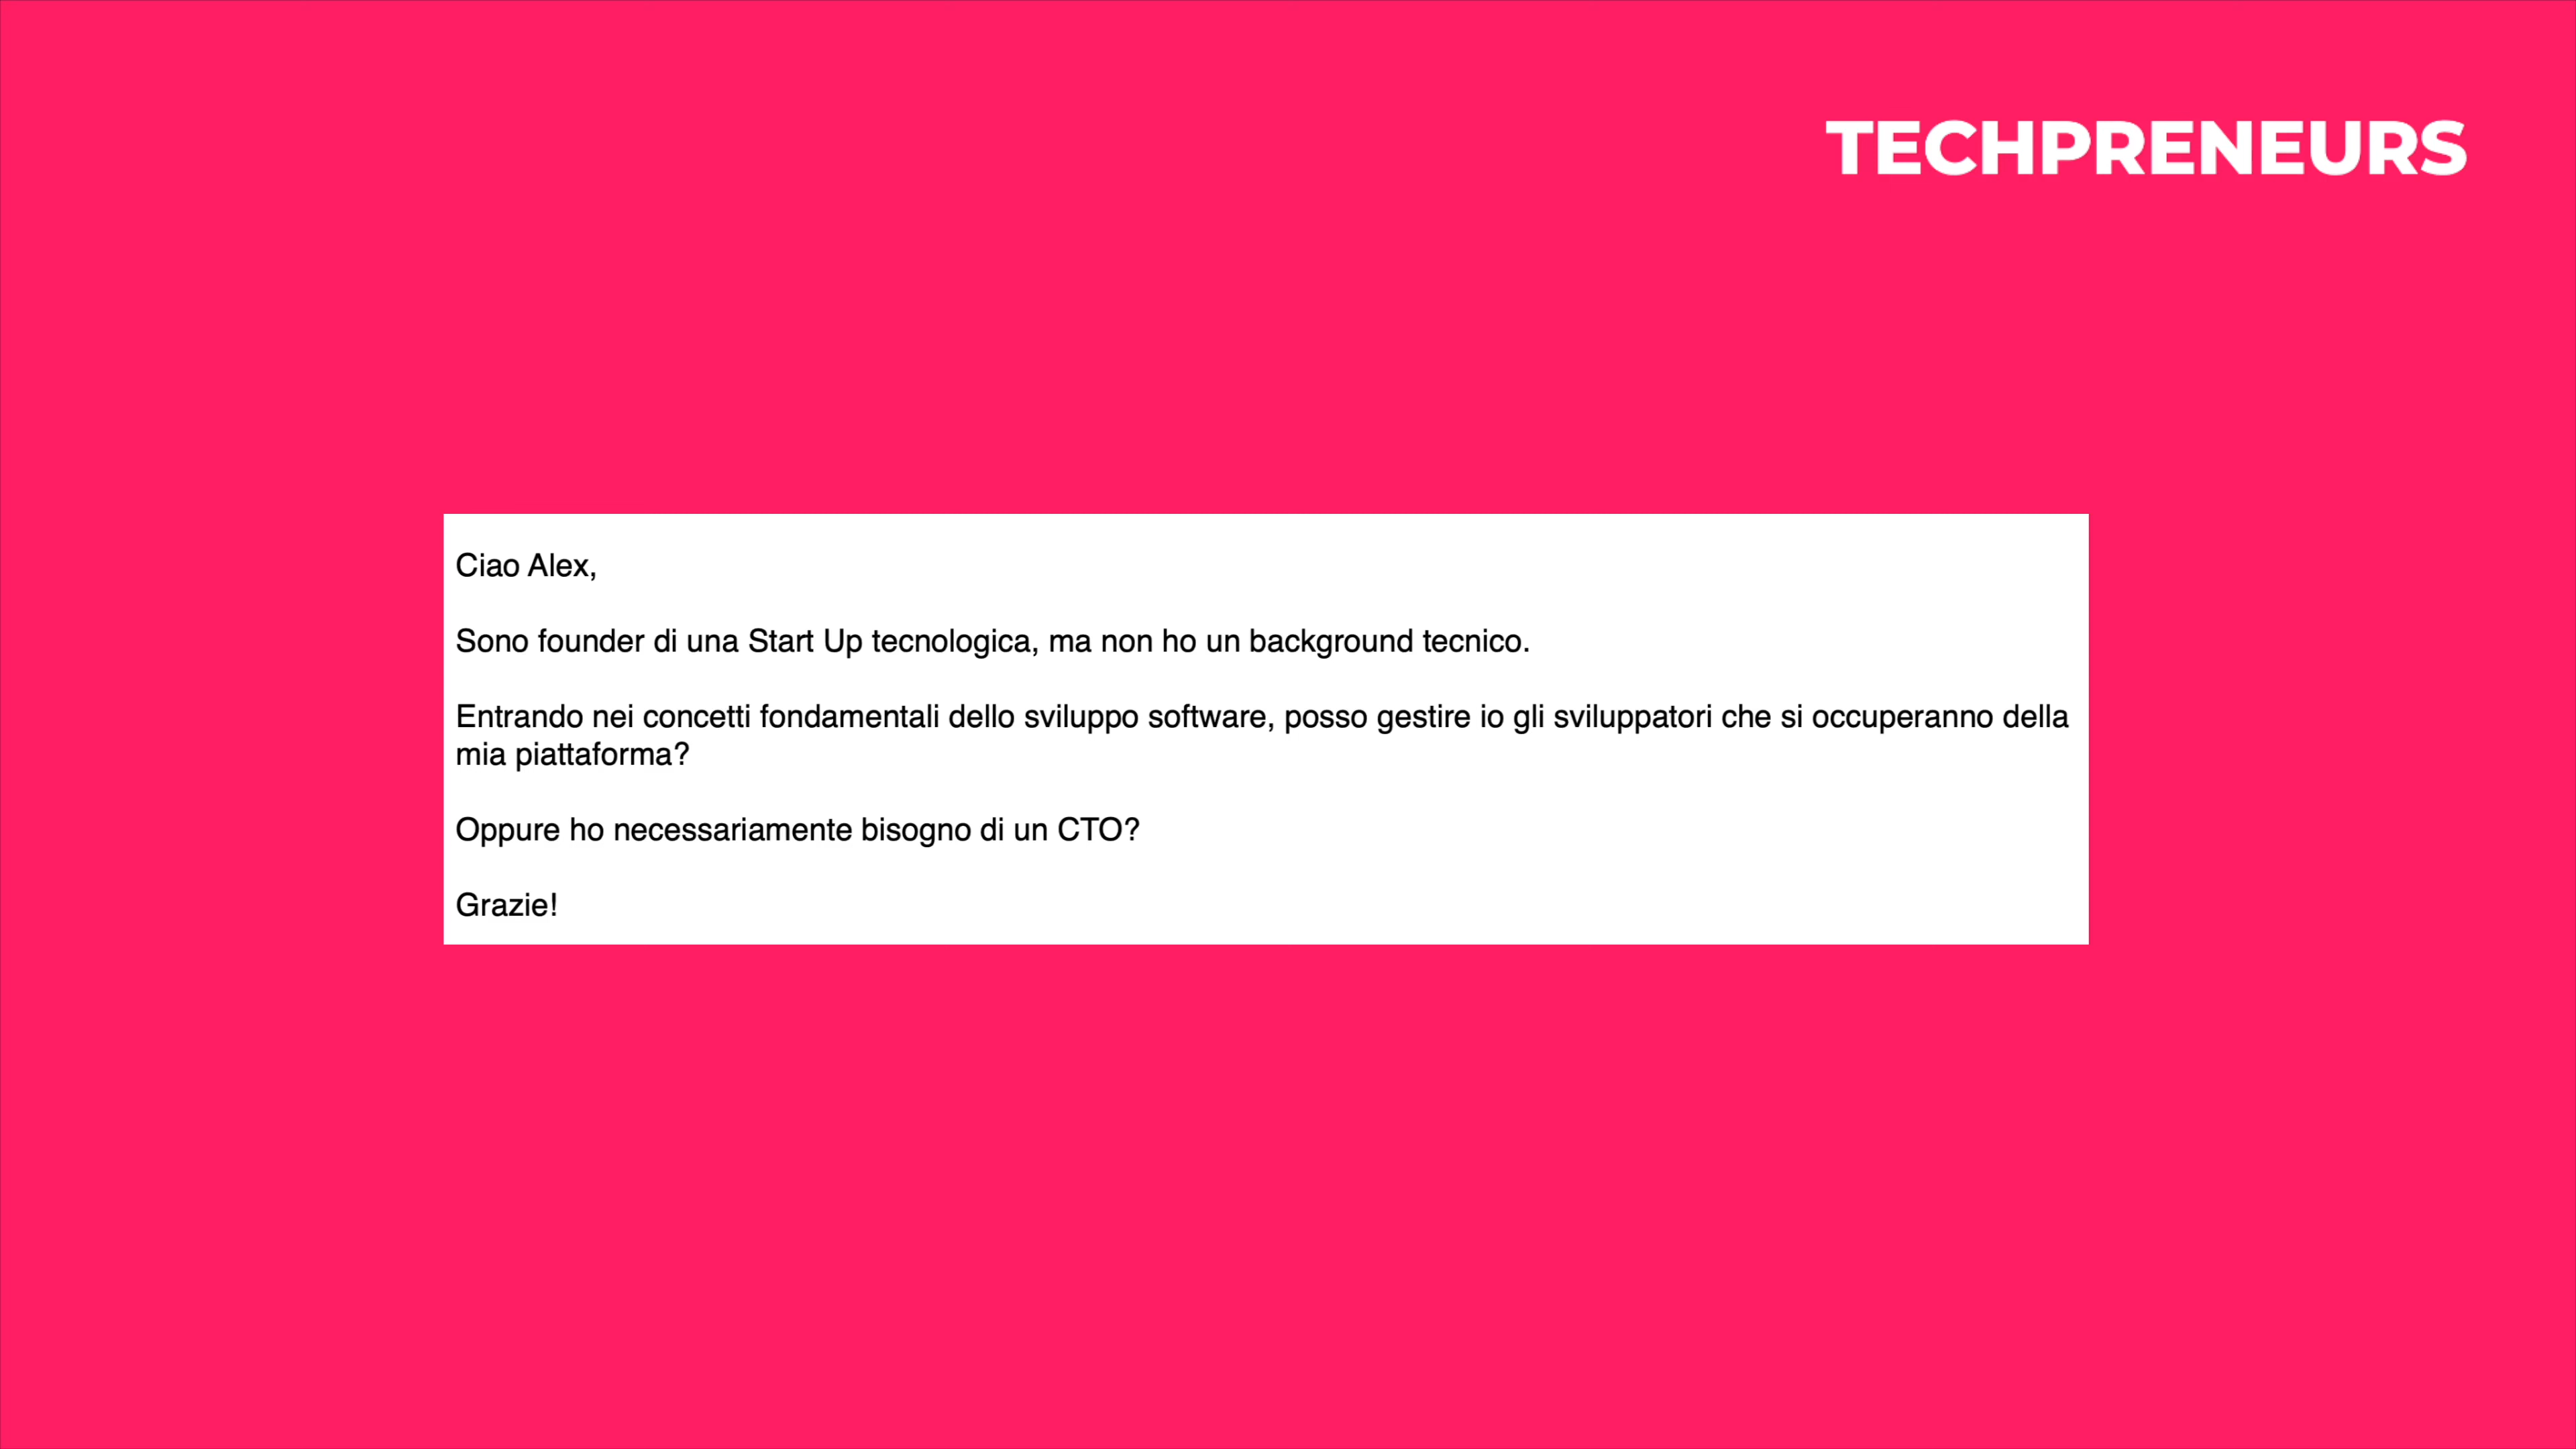 TECHPRENEURS
Ciao Alex,
Sono founder di una Start Up tecnologica, ma non ho un background tecnico.
Entrando nei concetti fondamentali dello sviluppo software, posso gestire io gli sviluppatori che si occuperanno della
mia piattaforma?
Oppure ho necessariamente bisogno di un CTO?
Grazie!